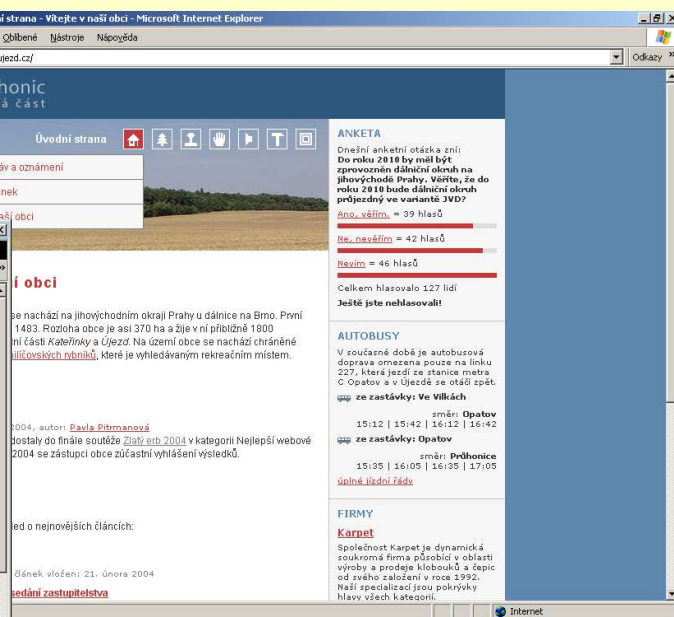 ní strana - Vítejte v naší obci - Microsoft Internet Explorer
Oblíbené Nástroje Nápověda
ujezd.cz/
Odkazy »
honic
á část
Úvodní strana
áv a oznámení
nek
aší obci
í obci
se nachází na jihovýchodním okraji Prahy u dálnice na Brno. První
1483. Rozloha obce je asi 370 ha a žije v ní přibližně 1800
lní části Kateřinky a Újezd. Na území obce se nachází chráněné
ilíčovských rybníků, které je vyhledávaným rekreačním místem.
2004, autor: Pavla Pitrmanová
dostaly do finále soutěže Zlatý erb 2004 v kategorii Nejlepší webové
2004 se zástupci obce zúčastní vyhlášení výsledků.
led o nejnovějších článcích:
článek vložen: 21. února 2004
sedání zastupitelstva
ANKETA
Dnešní anketní otázka zní:
Do roku 2010 by měl být
zprovozněn dálniční okruh na
jihovýchodě Prahy. Věříte, že do
roku 2010 bude dálniční okruh
průjezdný ve variantě JVD?
Ano, věřím. = 39 hlasů
Ne, nevěřím = 42 hlasů
Nevím = 46 hlasů
Celkem hlasovalo 127 lidí
Ještě jste nehlasovali!
AUTOBUSY
V současné době je autobusová
doprava omezena pouze na linku
227, která jezdí ze stanice metra
C Opatov a v Újezdě se otáčí zpět.
ze zastávky: Ve Vilkách
směr: Opatov
15:12 | 15:42 | 16:12 | 16:42
ze zastávky: Opatov
směr: Průhonice
15:35 | 16:05 | 16:35 | 17:05
úplné jízdní řády
FIRMY
Karpet
Společnost Karpet je dynamická
soukromá firma působící v oblasti
výroby a prodeje klobouků a čepic
od svého založení v roce 1992.
Naší specializací jsou pokrývky
hlavy všech kategorií.
Internet